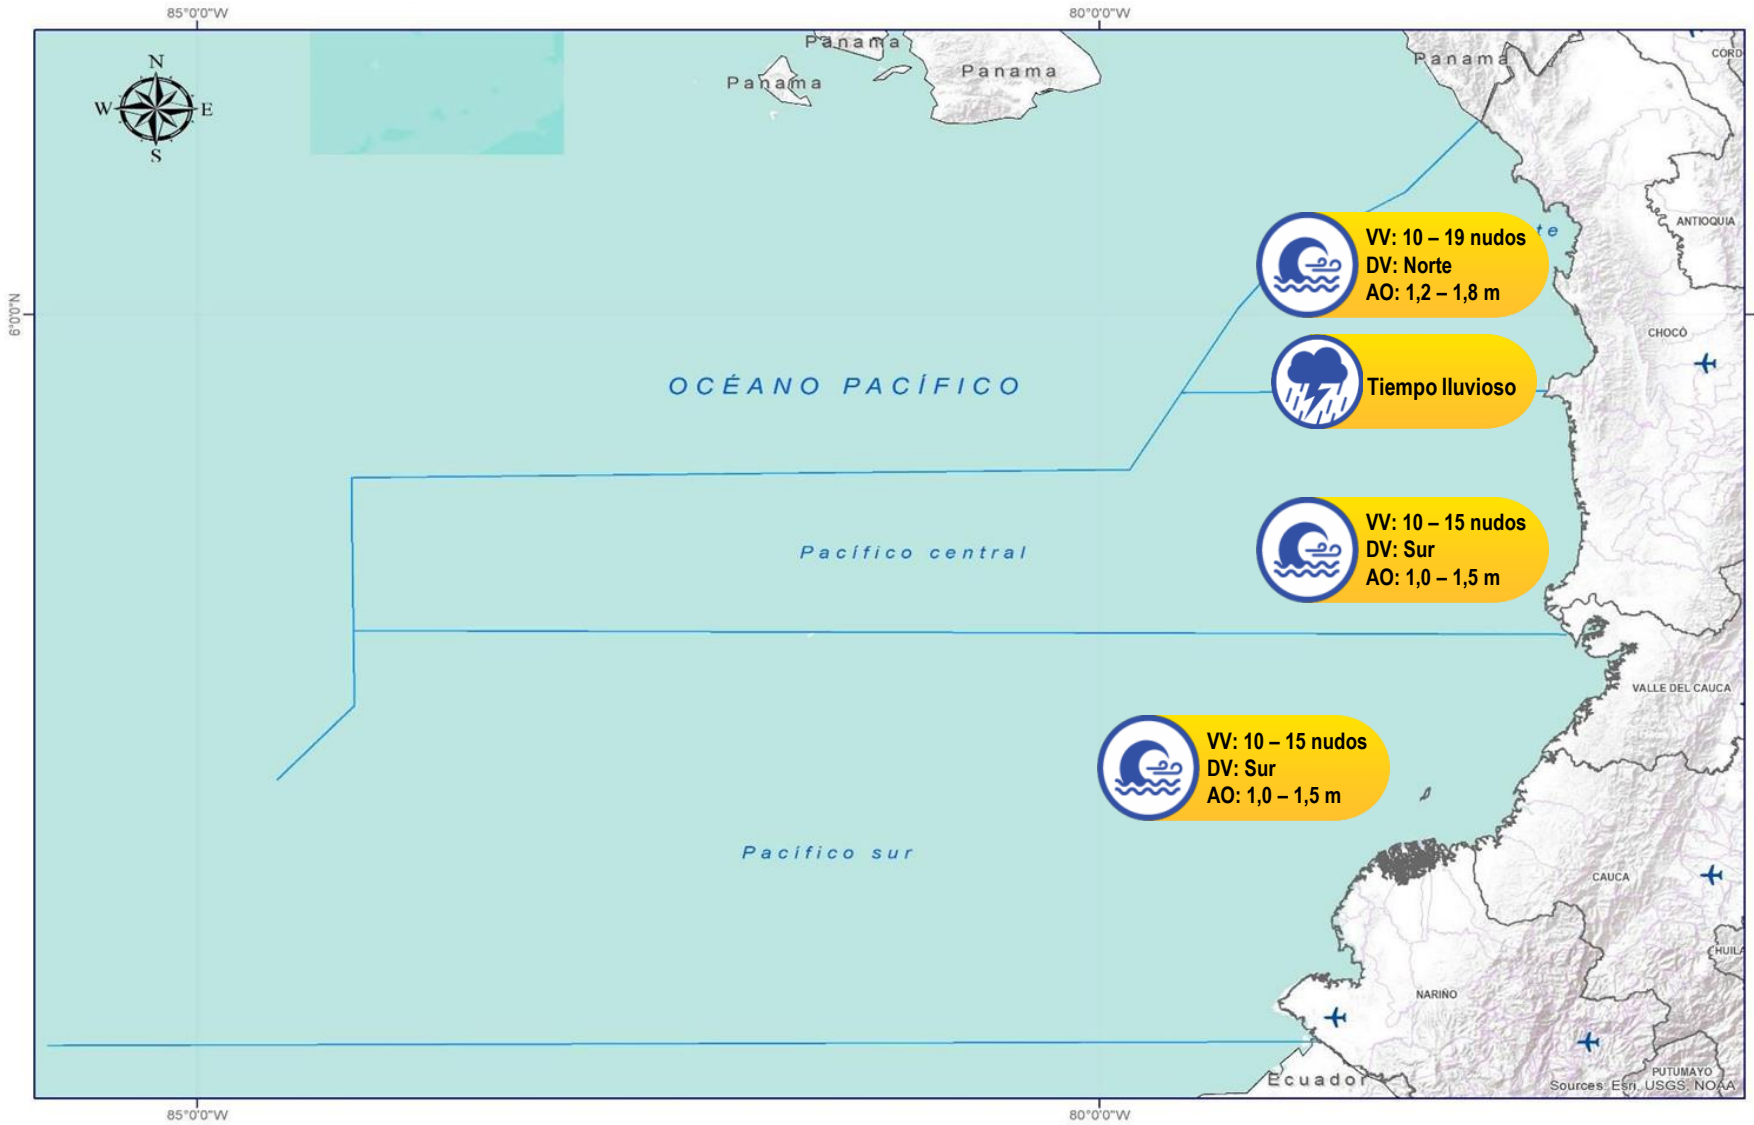 85°0'0"W
80°0'0"W
N
W
E
S
Panama
Panama
Panama
Panama
CORD
ANTIOQUIA
VV: 10 – 19 nudos
DV: Norte
AO: 1,2 – 1,8 m
te
6°0'0"N
CHOCÓ
OCÉANO PACÍFICO
Tiempo lluvioso
VV: 10 – 15 nudos
DV: Sur
AO: 1,0 – 1,5 m
Pacífico central
VALLE DEL CAUCA
VV: 10 – 15 nudos
DV: Sur
AO: 1,0 – 1,5 m
Pacífico sur
CAUCA
HUILA
NARIÑO
PUTUMAYO
Ecuador
Sources: Esri, USGS, NOAA
85°0'0"W
80°0'0"W